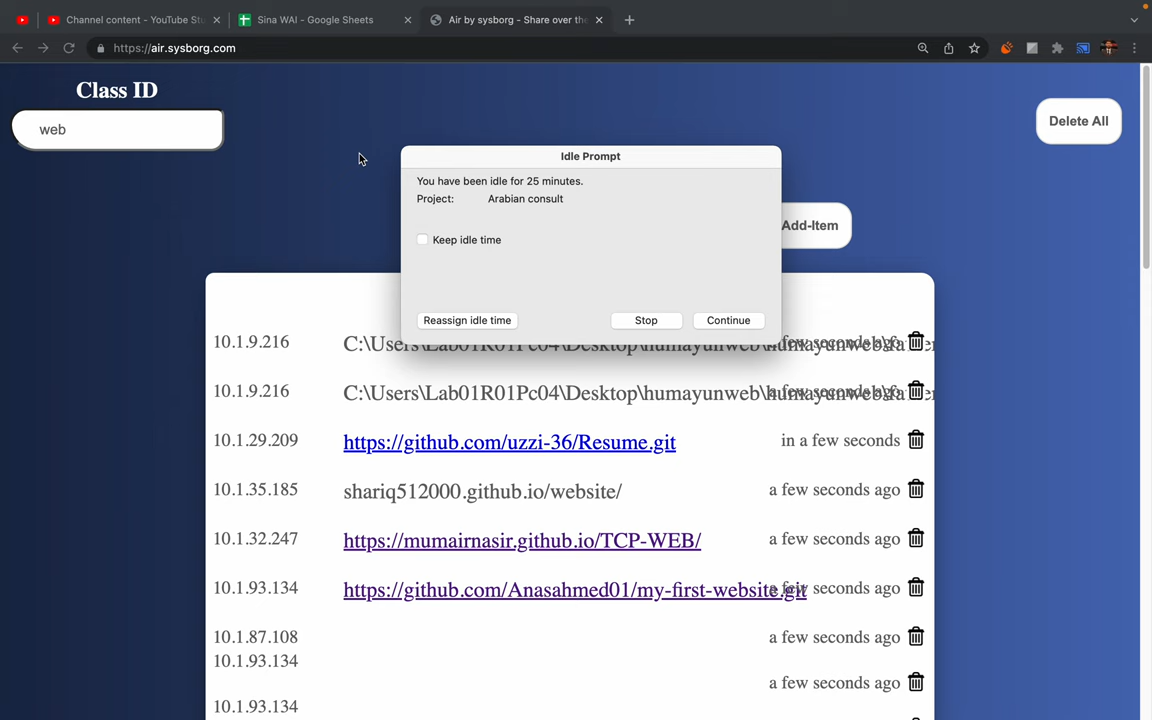 Channel content - YouTube Stu
Sina WAI - Google Sheets
Air by sysborg - Share over the
https://air.sysborg.com
Class ID
web
Delete All
Idle Prompt
You have been idle for 25 minutes.
Project: Arabian consult
Keep idle time
Add-Item
Reassign idle time
Stop
Continue
10.1.9.216
10.1.9.216 C:\Users\Lab01R01Pc04\Desktop\humayunweb\
10.1.29.209 https://github.com/uzzi-36/Resume.git in a few seconds
10.1.35.185 shariq512000.github.io/website/ a few seconds ago
10.1.32.247 https://mumairnasir.github.io/TCP-WEB/ a few seconds ago
10.1.93.134 https://github.com/Anasahmed01/my-first-website.git a few seconds ago
10.1.87.108 a few seconds ago
10.1.93.134
a few seconds ago
10.1.93.134